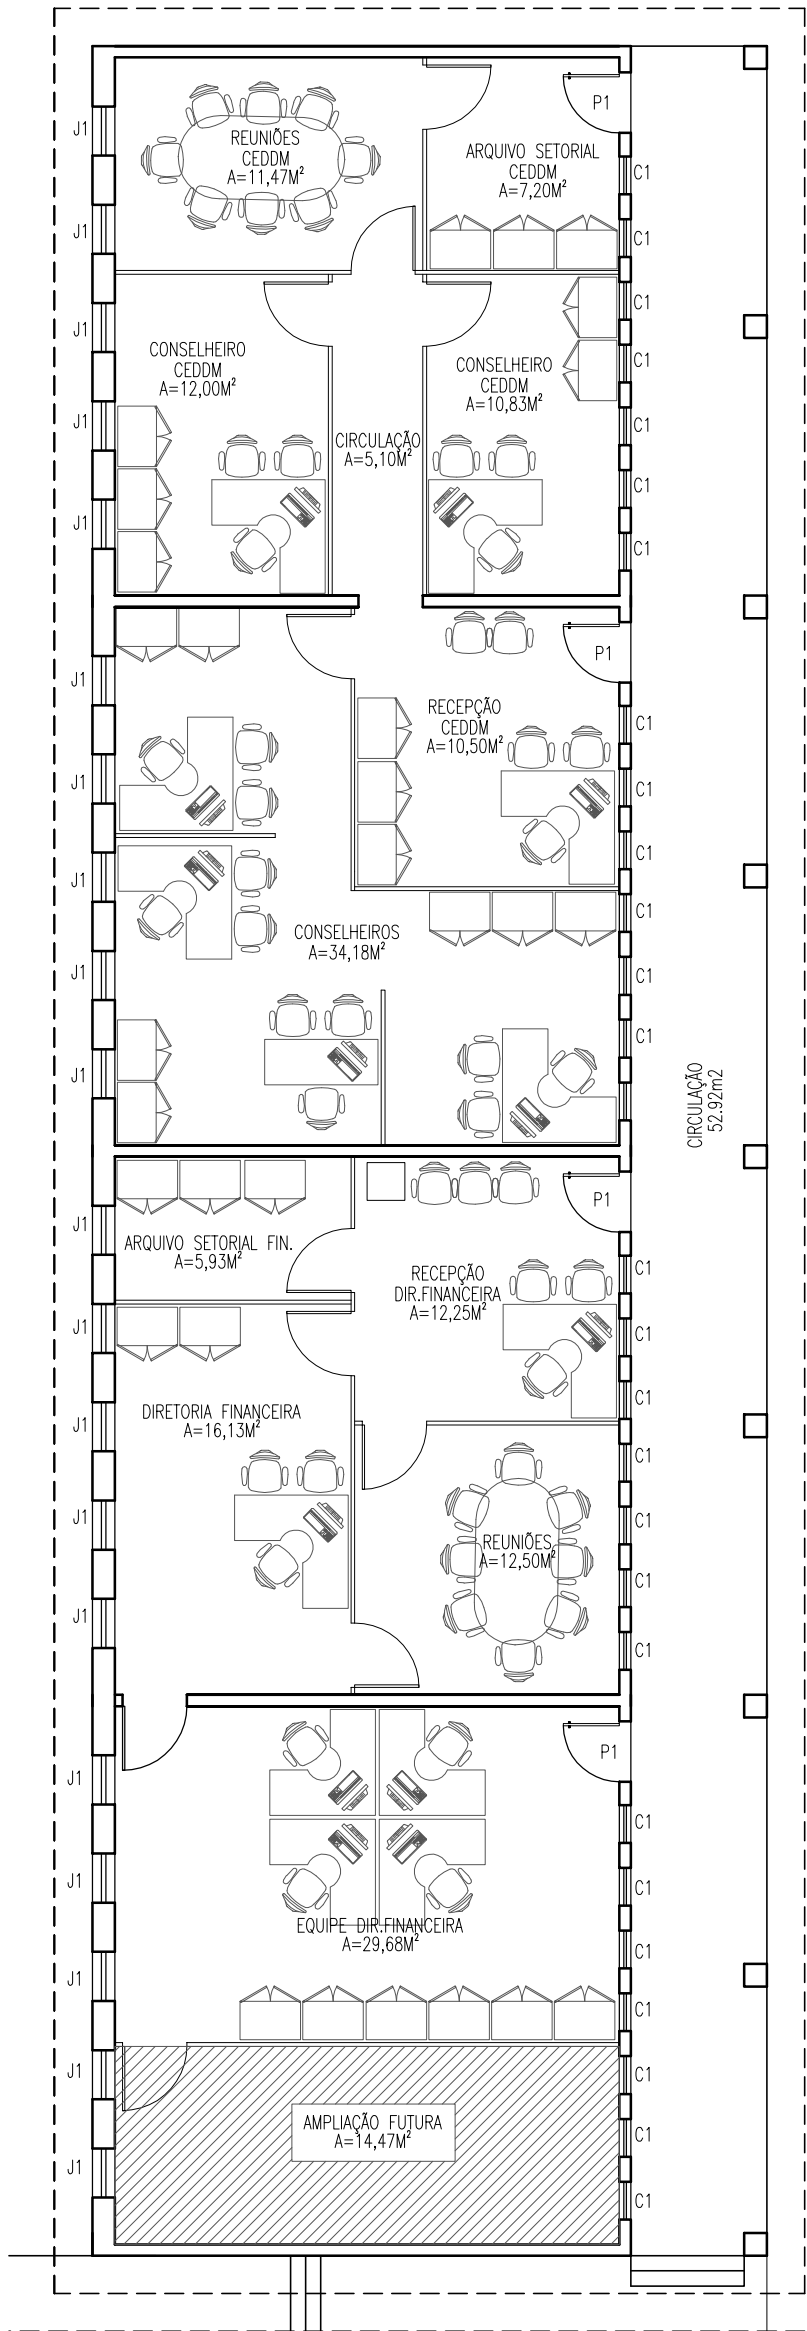 P1
J1
REUNIÕES
CEDDM
A=11,47M²
ARQUIVO SETORIAL
CEDDM
A=7,20M²
C1
J1
C1
C1
J1
CONSELHEIRO
CEDDM
A=12,00M²
C1
CONSELHEIRO
CEDDM
A=10,83M²
J1
C1
CIRCULAÇÃO
A=5,10M²
C1
J1
C1
P1
J1
RECEPÇÃO
CEDDM
A=10,50M²
C1
J1
C1
C1
J1
C1
CONSELHEIROS
A=34,18M²
J1
C1
C1
J1
CIRCULAÇÃO
52.92m2
P1
J1
ARQUIVO SETORIAL FIN.
A=5,93M²
C1
RECEPÇÃO
DIR.FINANCEIRA
A=12,25M²
J1
C1
C1
DIRETORIA FINANCEIRA
A=16,13M²
J1
C1
J1
C1
REUNIÕES
A=12,50M²
C1
J1
C1
P1
J1
C1
J1
C1
EQUIPE DIR.FINANCEIRA
A=29,68M²
C1
J1
C1
J1
C1
AMPLIAÇÃO FUTURA
A=14,47M²
C1
J1
C1